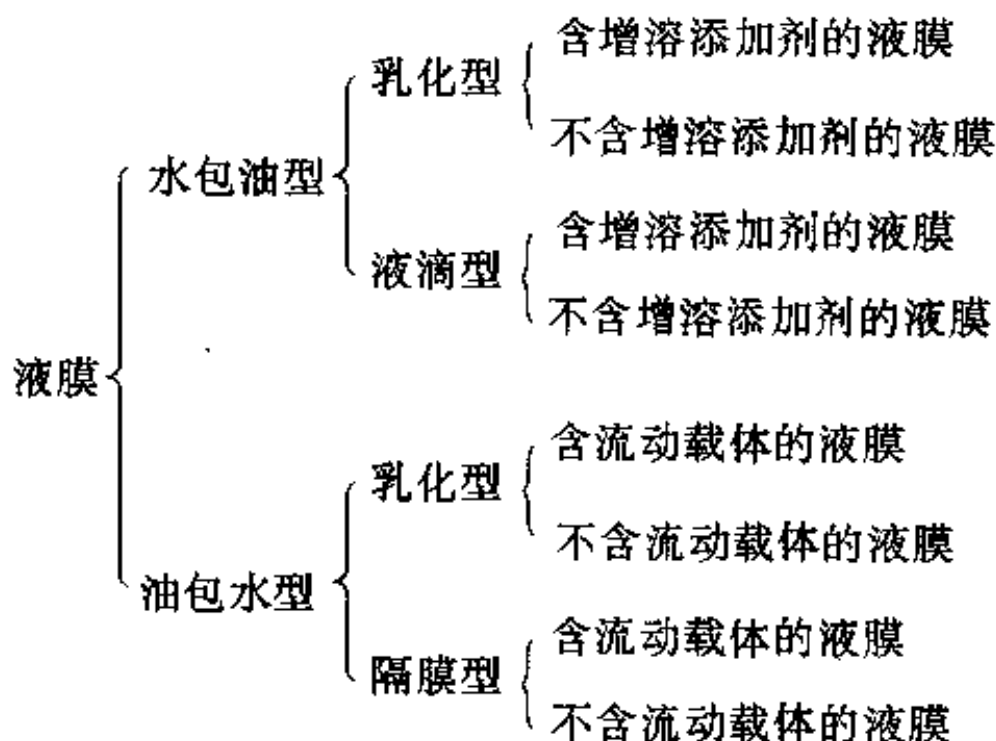 含增溶添加剂的液膜
乳化型
不含增溶添加剂的液膜
水包油型
含增溶添加剂的液膜
液滴型
不含增溶添加剂的液膜
液膜
含流动载体的液膜
乳化型
不含流动载体的液膜
油包水型
含流动载体的液膜
隔膜型
不含流动载体的液膜